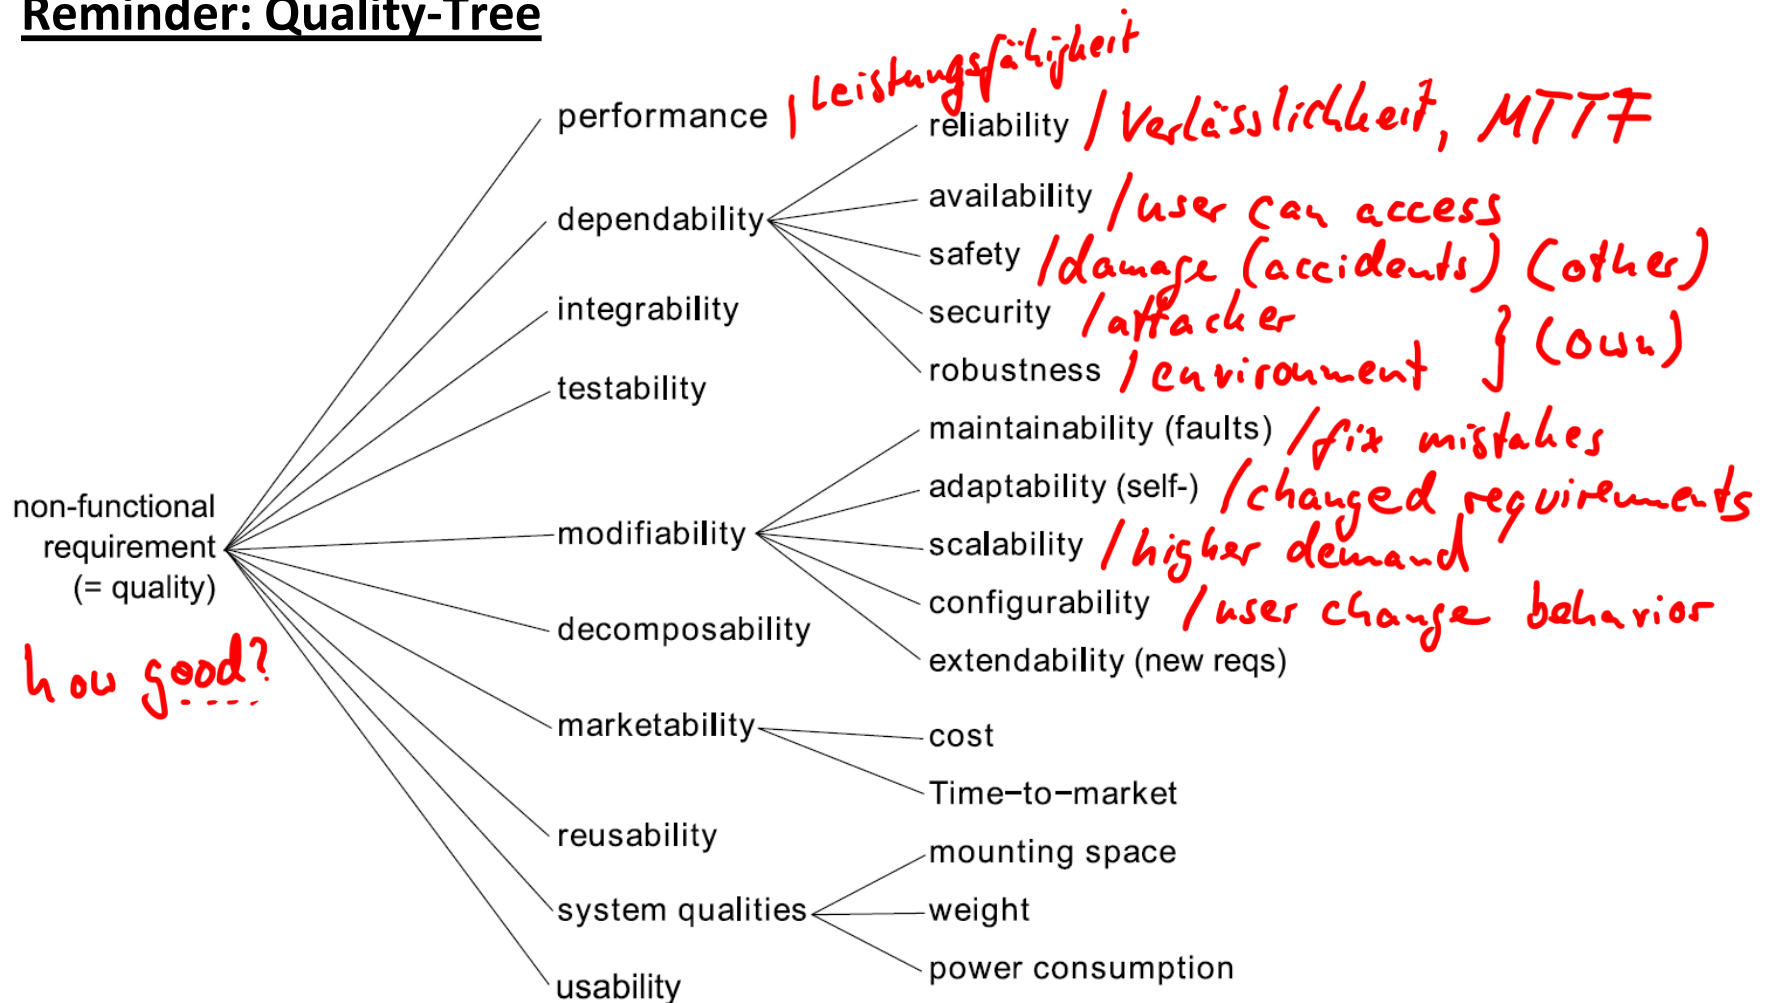 Reminder: Quality-Tree
performance / Leistungsfähigkeit
reliability / Verlässlichkeit, MTTF
availability / user can access
dependability
safety / damage (accidents) (other)
integrability
security / attacker
} (own)
robustness / environment
testability
maintainability (faults) / fix mistakes
adaptability (self-) / changed requirements
non-functional
requirement
(= quality)
how good?
modifiability
scalability / higher demand
configurability / user change behavior
decomposability
extendability (new reqs)
marketability
cost
Time-to-market
reusability
mounting space
system qualities
weight
power consumption
usability